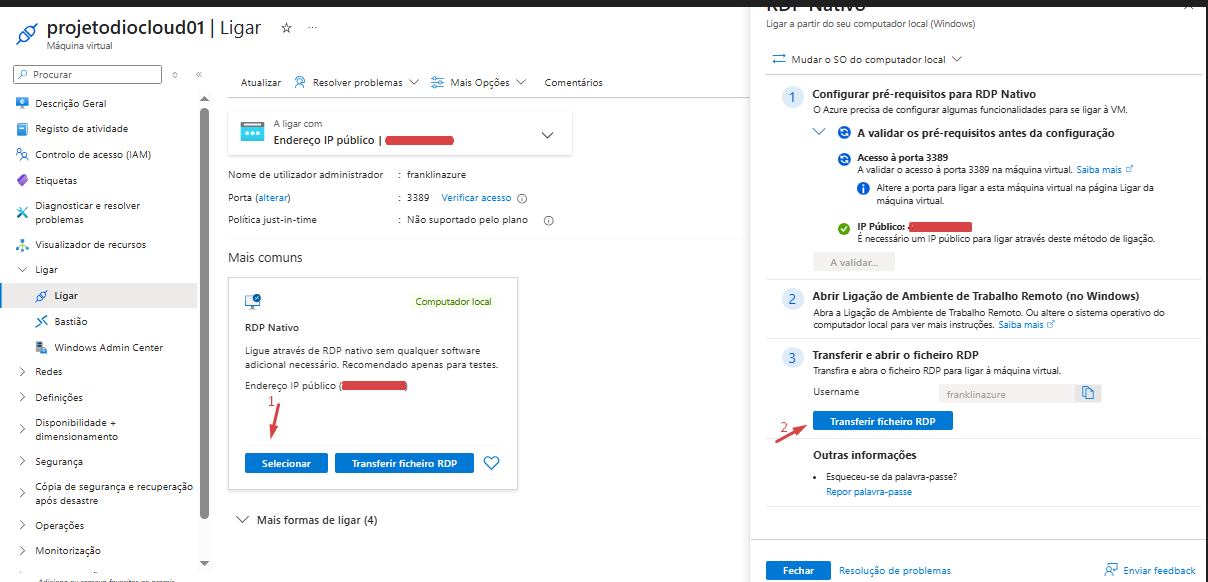 projetodiocloud01 | Ligar
Máquina virtual
Procurar
Descrição Geral
Registo de atividade
Controlo de acesso (IAM)
Etiquetas
Diagnosticar e resolver
problemas
Visualizador de recursos
Ligar
Ligar
Bastião
Windows Admin Center
Redes
Definições
Disponibilidade +
dimensionamento
Segurança
Cópia de segurança e recuperação
após desastre
Operações
Monitorização
Adicione ou remova favoritos ao premir
Atualizar
Resolver problemas
Mais Opções
Comentários
A ligar com
Endereço IP público |
Nome de utilizador administrador : franklinazure
Porta (alterar) : 3389 Verificar acesso
Política just-in-time : Não suportado pelo plano
Mais comuns
Computador local
RDP Nativo
Ligue através de RDP nativo sem qualquer software
adicional necessário. Recomendado apenas para testes.
Endereço IP público ( )
1
Selecionar
Transferir ficheiro RDP
Mais formas de ligar (4)
RDP Nativo
Ligar a partir do seu computador local (Windows)
Mudar o SO do computador local
1 Configurar pré-requisitos para RDP Nativo
O Azure precisa de configurar algumas funcionalidades para se ligar à VM.
A validar os pré-requisitos antes da configuração
Acesso à porta 3389
A validar o acesso à porta 3389 na máquina virtual. Saiba mais
Altere a porta para ligar a esta máquina virtual na página Ligar da
máquina virtual.
IP Público:
É necessário um IP público para ligar através deste método de ligação.
A validar...
2 Abrir Ligação de Ambiente de Trabalho Remoto (no Windows)
Abra a Ligação de Ambiente de Trabalho Remoto. Ou altere o sistema operativo do
computador local para ver mais instruções. Saiba mais
3 Transferir e abrir o ficheiro RDP
Transfira e abra o ficheiro RDP para ligar à máquina virtual.
Username franklinazure
2
Transferir ficheiro RDP
Outras informações
• Esqueceu-se da palavra-passe?
Repor palavra-passe
Fechar
Resolução de problemas
Enviar feedback